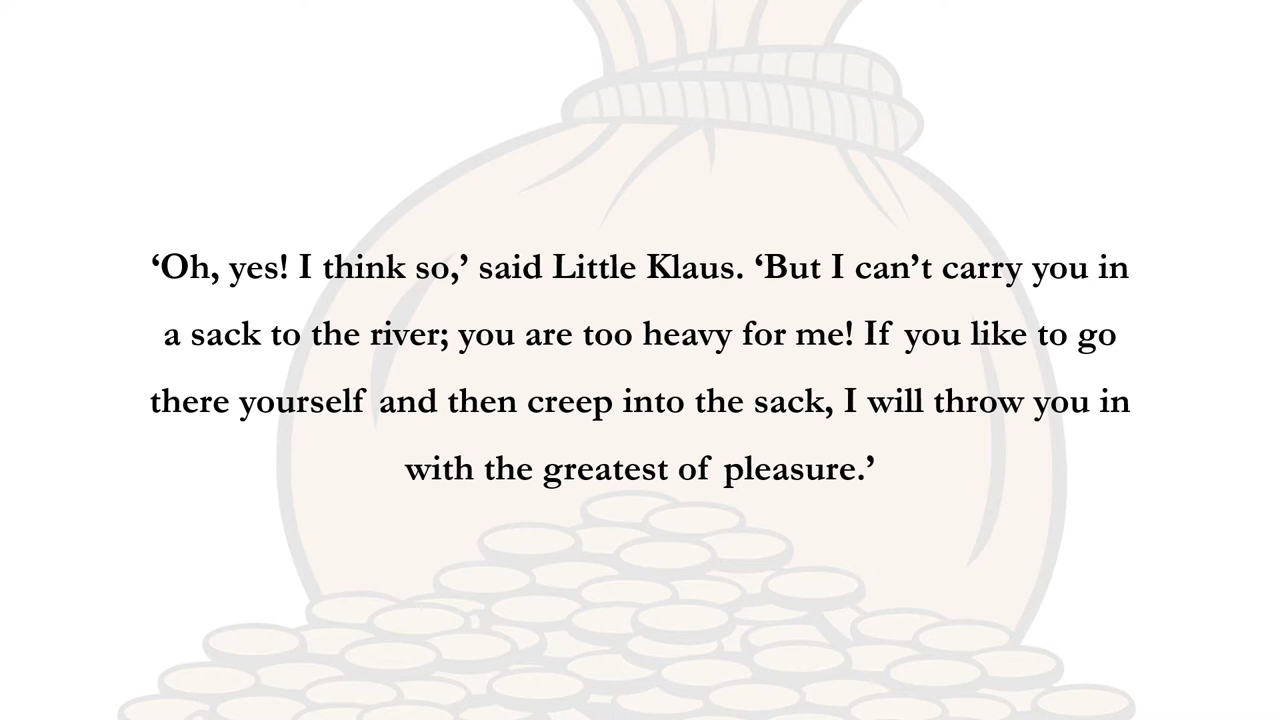 ‘Oh, yes! I think so,’ said Little Klaus. ‘But I can’t carry you in
a sack to the river; you are too heavy for me! If you like to go
there yourself and then creep into the sack, I will throw you in
with the greatest of pleasure.’